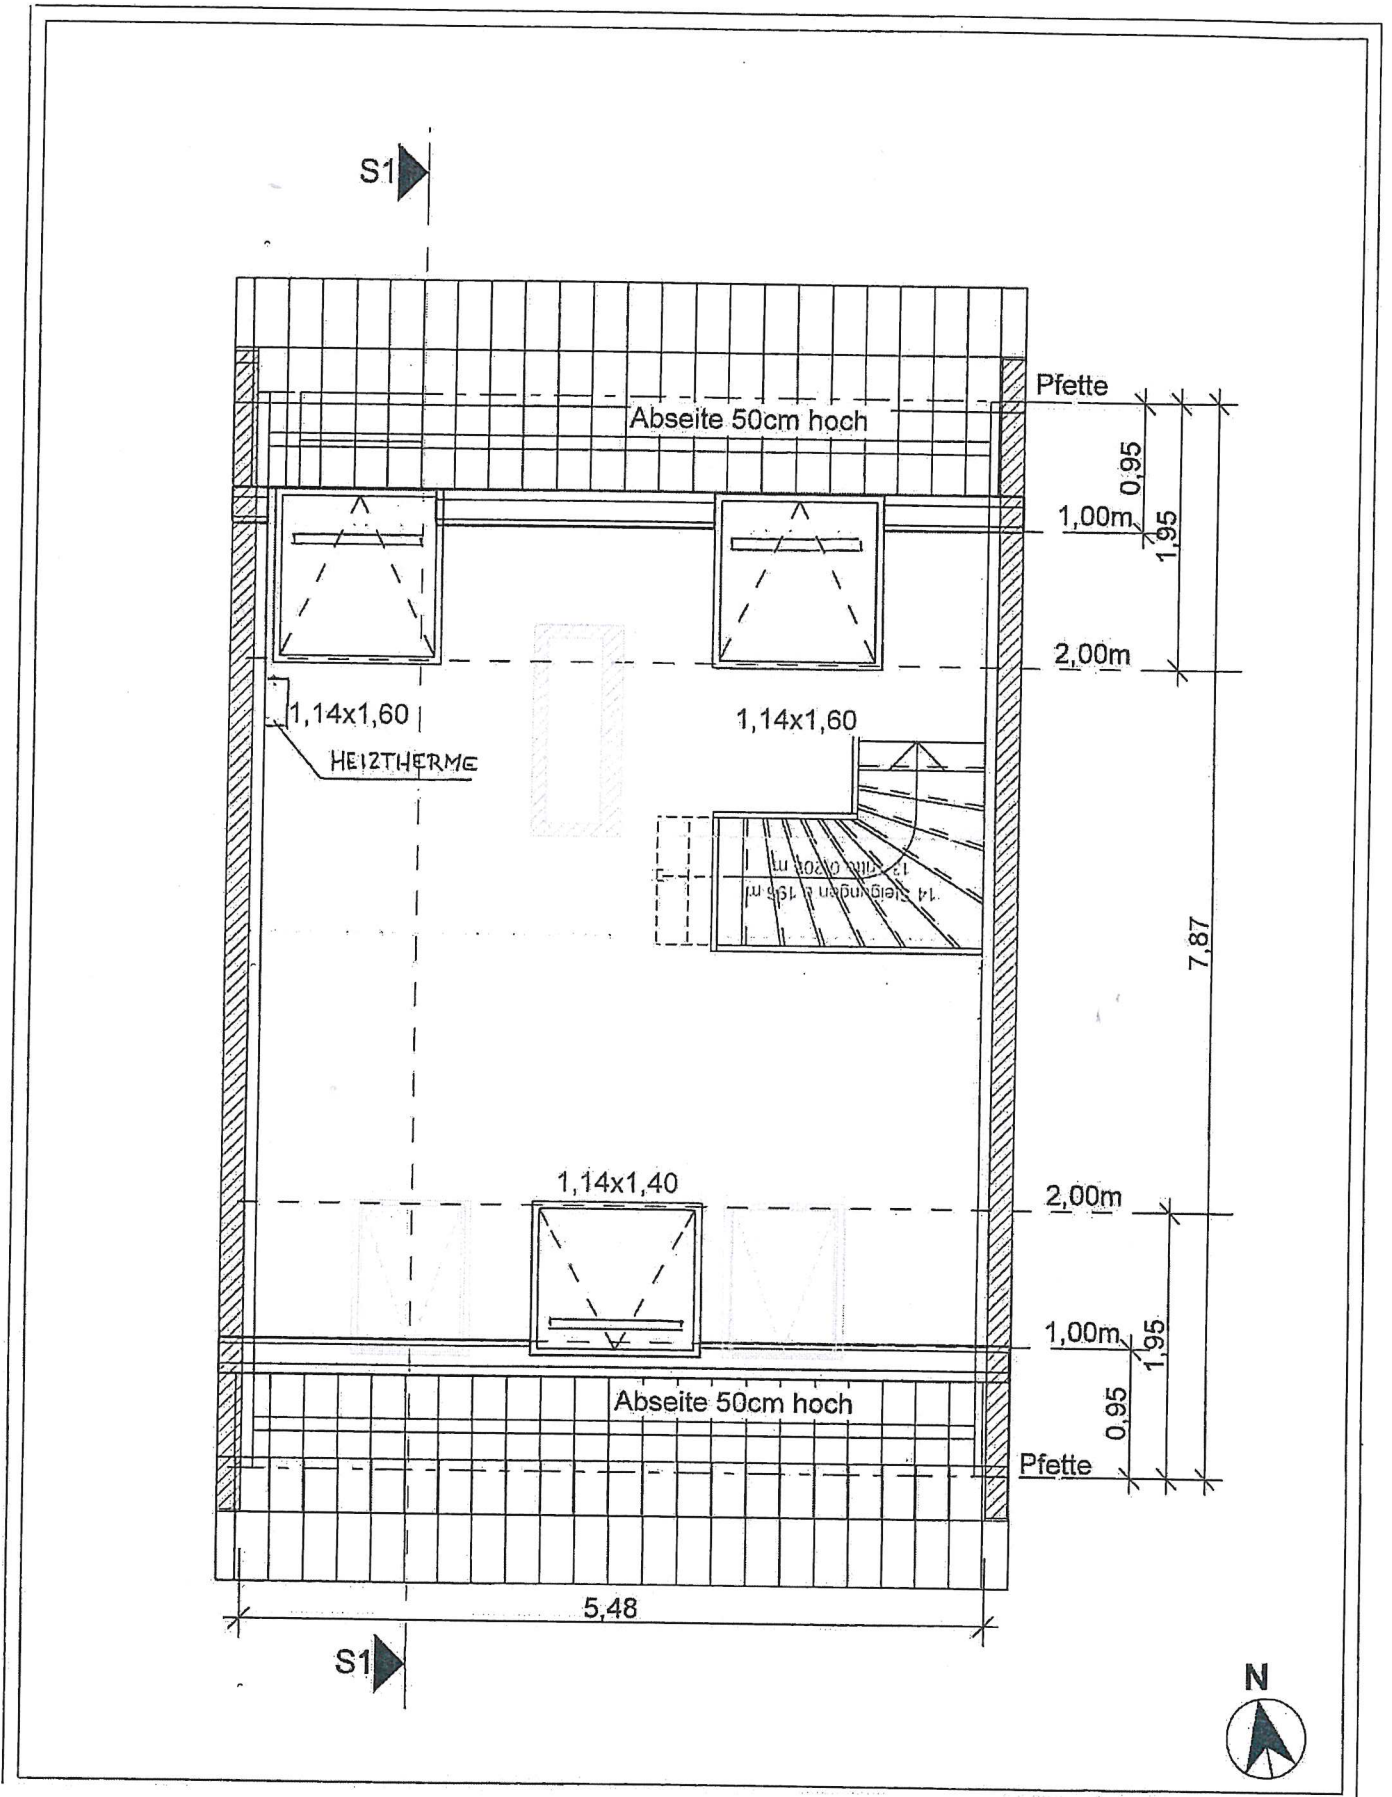 S1
Pfette
Abseite 50cm hoch
0,95
1,00m
1,95
2,00m
1,14x1,60
1,14x1,60
HEIZTHERME
14 Steigungen
7,87
1,14x1,40
2,00m
1,00m
1,95
0,95
Abseite 50cm hoch
Pfette
5,48
S1
N